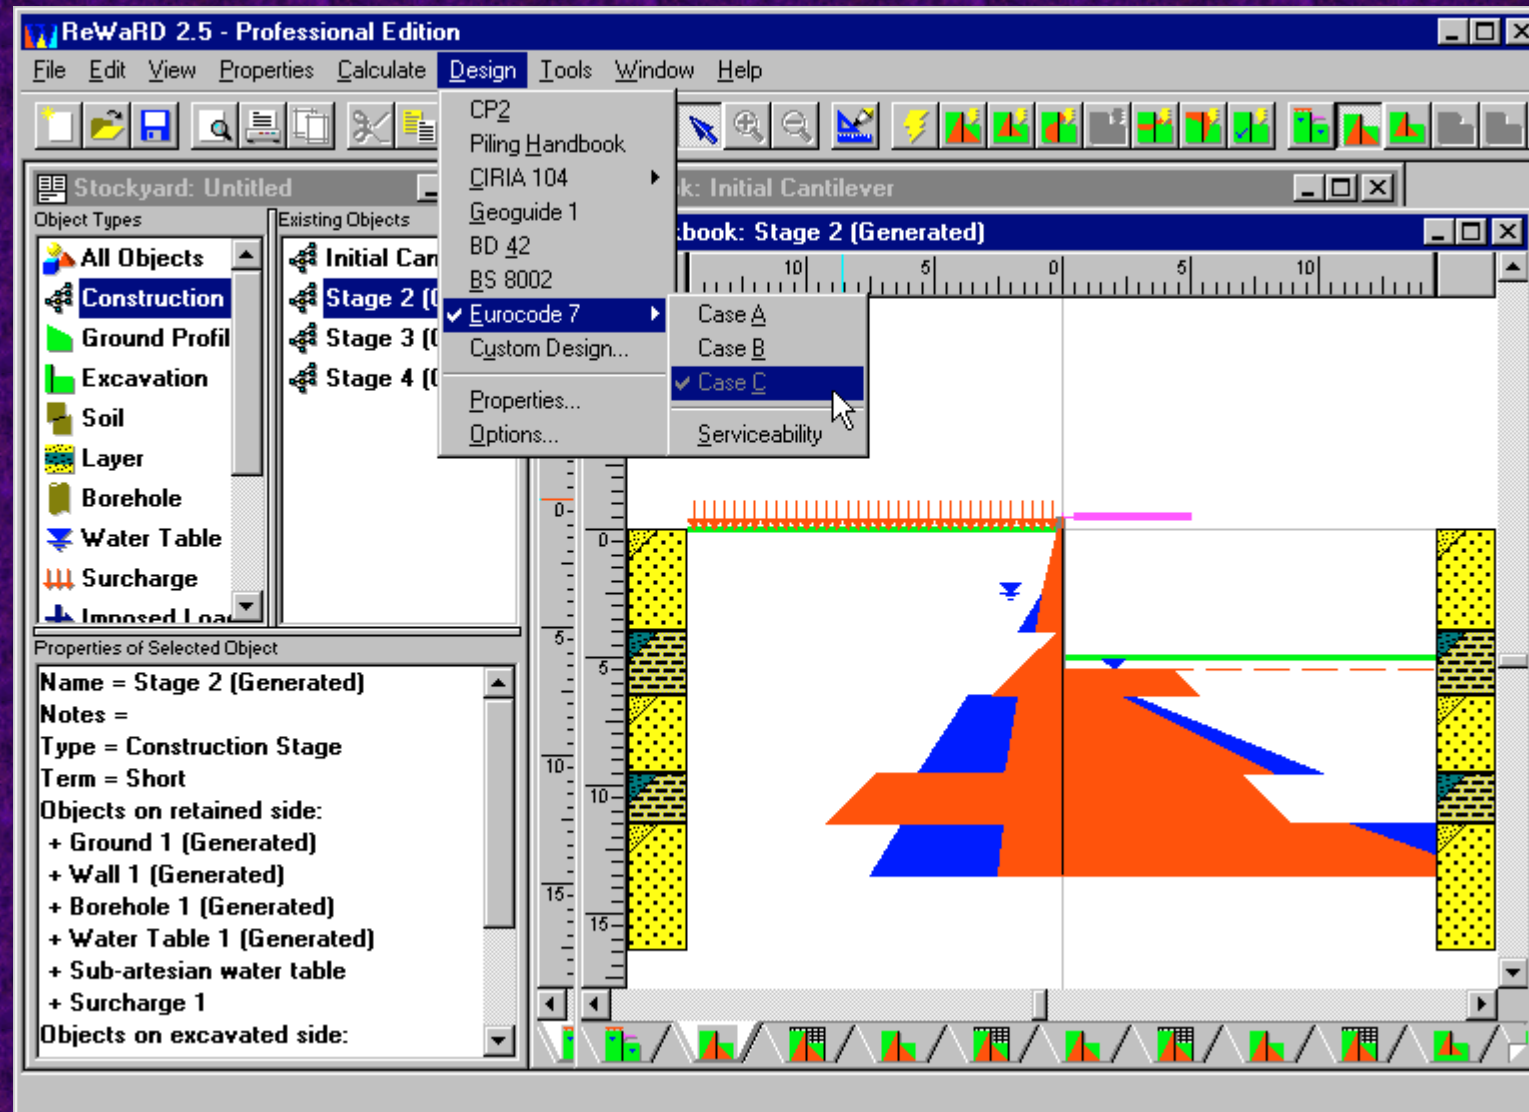 ReWaRD 2.5 - Professional Edition
File Edit View Properties Calculate Design Tools Window Help
CP2
Piling Handbook
CIRIA 104
Geoguide 1
BD 42
BS 8002
Eurocode 7
Custom Design...
Properties...
Options...
Case A
Case B
Case C
Serviceability
Stockyard: Untitled
Object Types
Existing Objects
All Objects
Construction
Ground Profil
Excavation
Soil
Layer
Borehole
Water Table
Surcharge
Imposed Loa
Initial Can
Stage 2 (
Stage 3 (
Stage 4 (
Properties of Selected Object
Name = Stage 2 (Generated)
Notes =
Type = Construction Stage
Term = Short
Objects on retained side:
+ Ground 1 (Generated)
+ Wall 1 (Generated)
+ Borehole 1 (Generated)
+ Water Table 1 (Generated)
+ Sub-artesian water table
+ Surcharge 1
Objects on excavated side:
k: Initial Cantilever
kbook: Stage 2 (Generated)
10 5 0 5 10
0
5
10
15
0
5
10
15